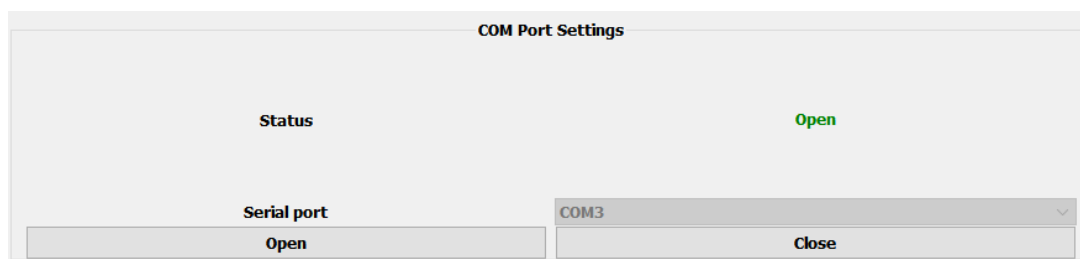 COM Port Settings
Status Open
Serial port COM3
Open Close